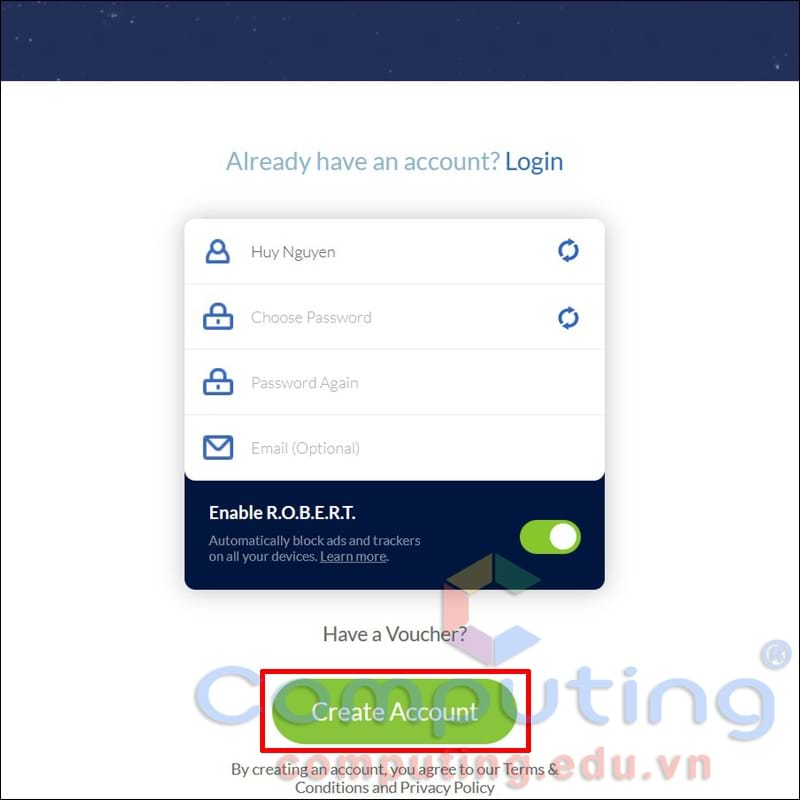 Already have an account? Login
Huy Nguyen
Choose Password
Password Again
Email (Optional)
Enable R.O.B.E.R.T.
Automatically block ads and trackers
on all your devices. Learn more.
Have a Voucher?
Computing®
Create Account
computing.edu.vn
By creating an account, you agree to our Terms &
Conditions and Privacy Policy